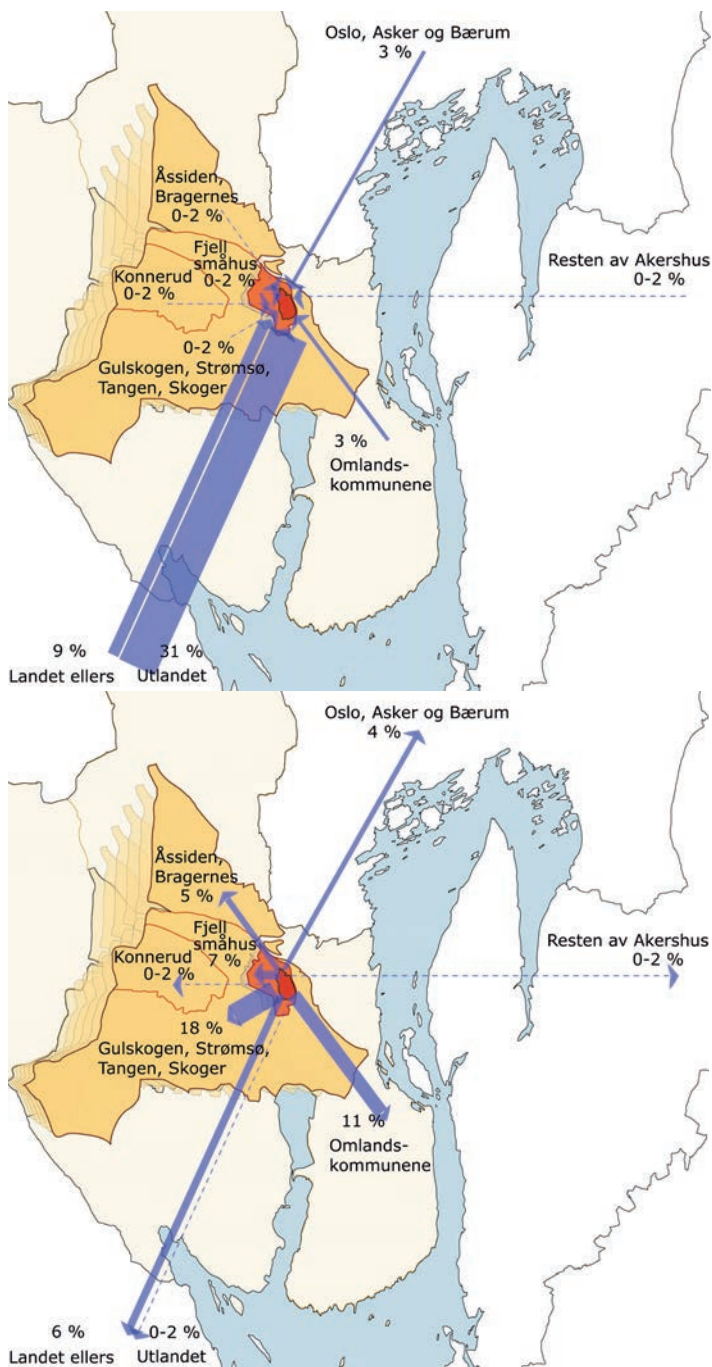 Oslo, Asker og Bærum
3 %
Åssiden,
Bragernes
0-2 %
Fjell
småhus
0-2 %
Konnerud
0-2 %
Resten av Akershus
0-2 %
0-2 %
Gulskogen, Strømsø,
Tangen, Skoger
3 %
Omlands-
kommunene
9 %
Landet ellers
31 %
Utlandet
Oslo, Asker og Bærum
4 %
Åssiden,
Bragernes
5 %
Fjell
småhus
7 %
Konnerud
0-2 %
Resten av Akershus
0-2 %
18 %
Gulskogen, Strømsø,
Tangen, Skoger
11 %
Omlands-
kommunene
6 %
Landet ellers
0-2 %
Utlandet